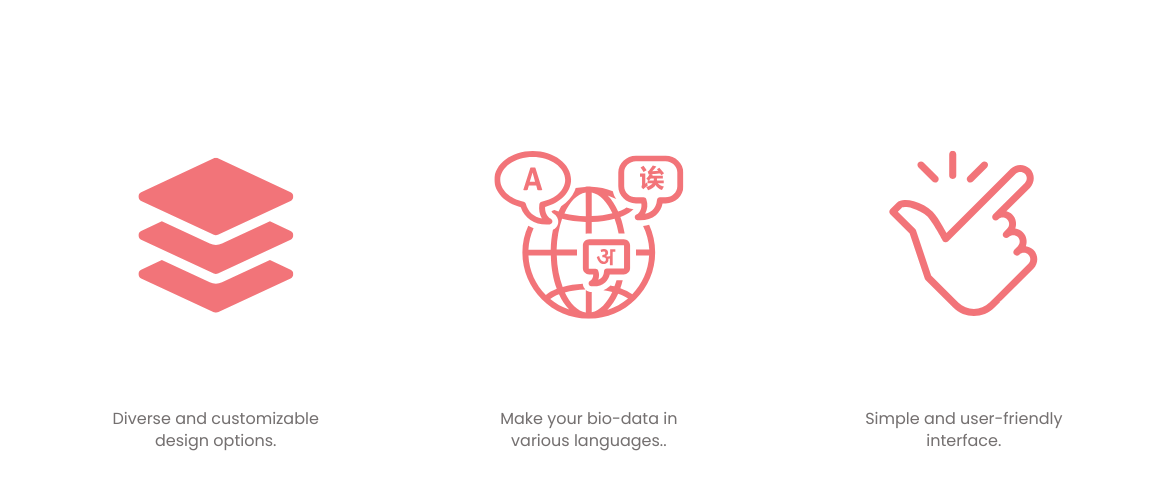 A
诶
अ
Diverse and customizable
design options.
Make your bio-data in
various languages..
Simple and user-friendly
interface.